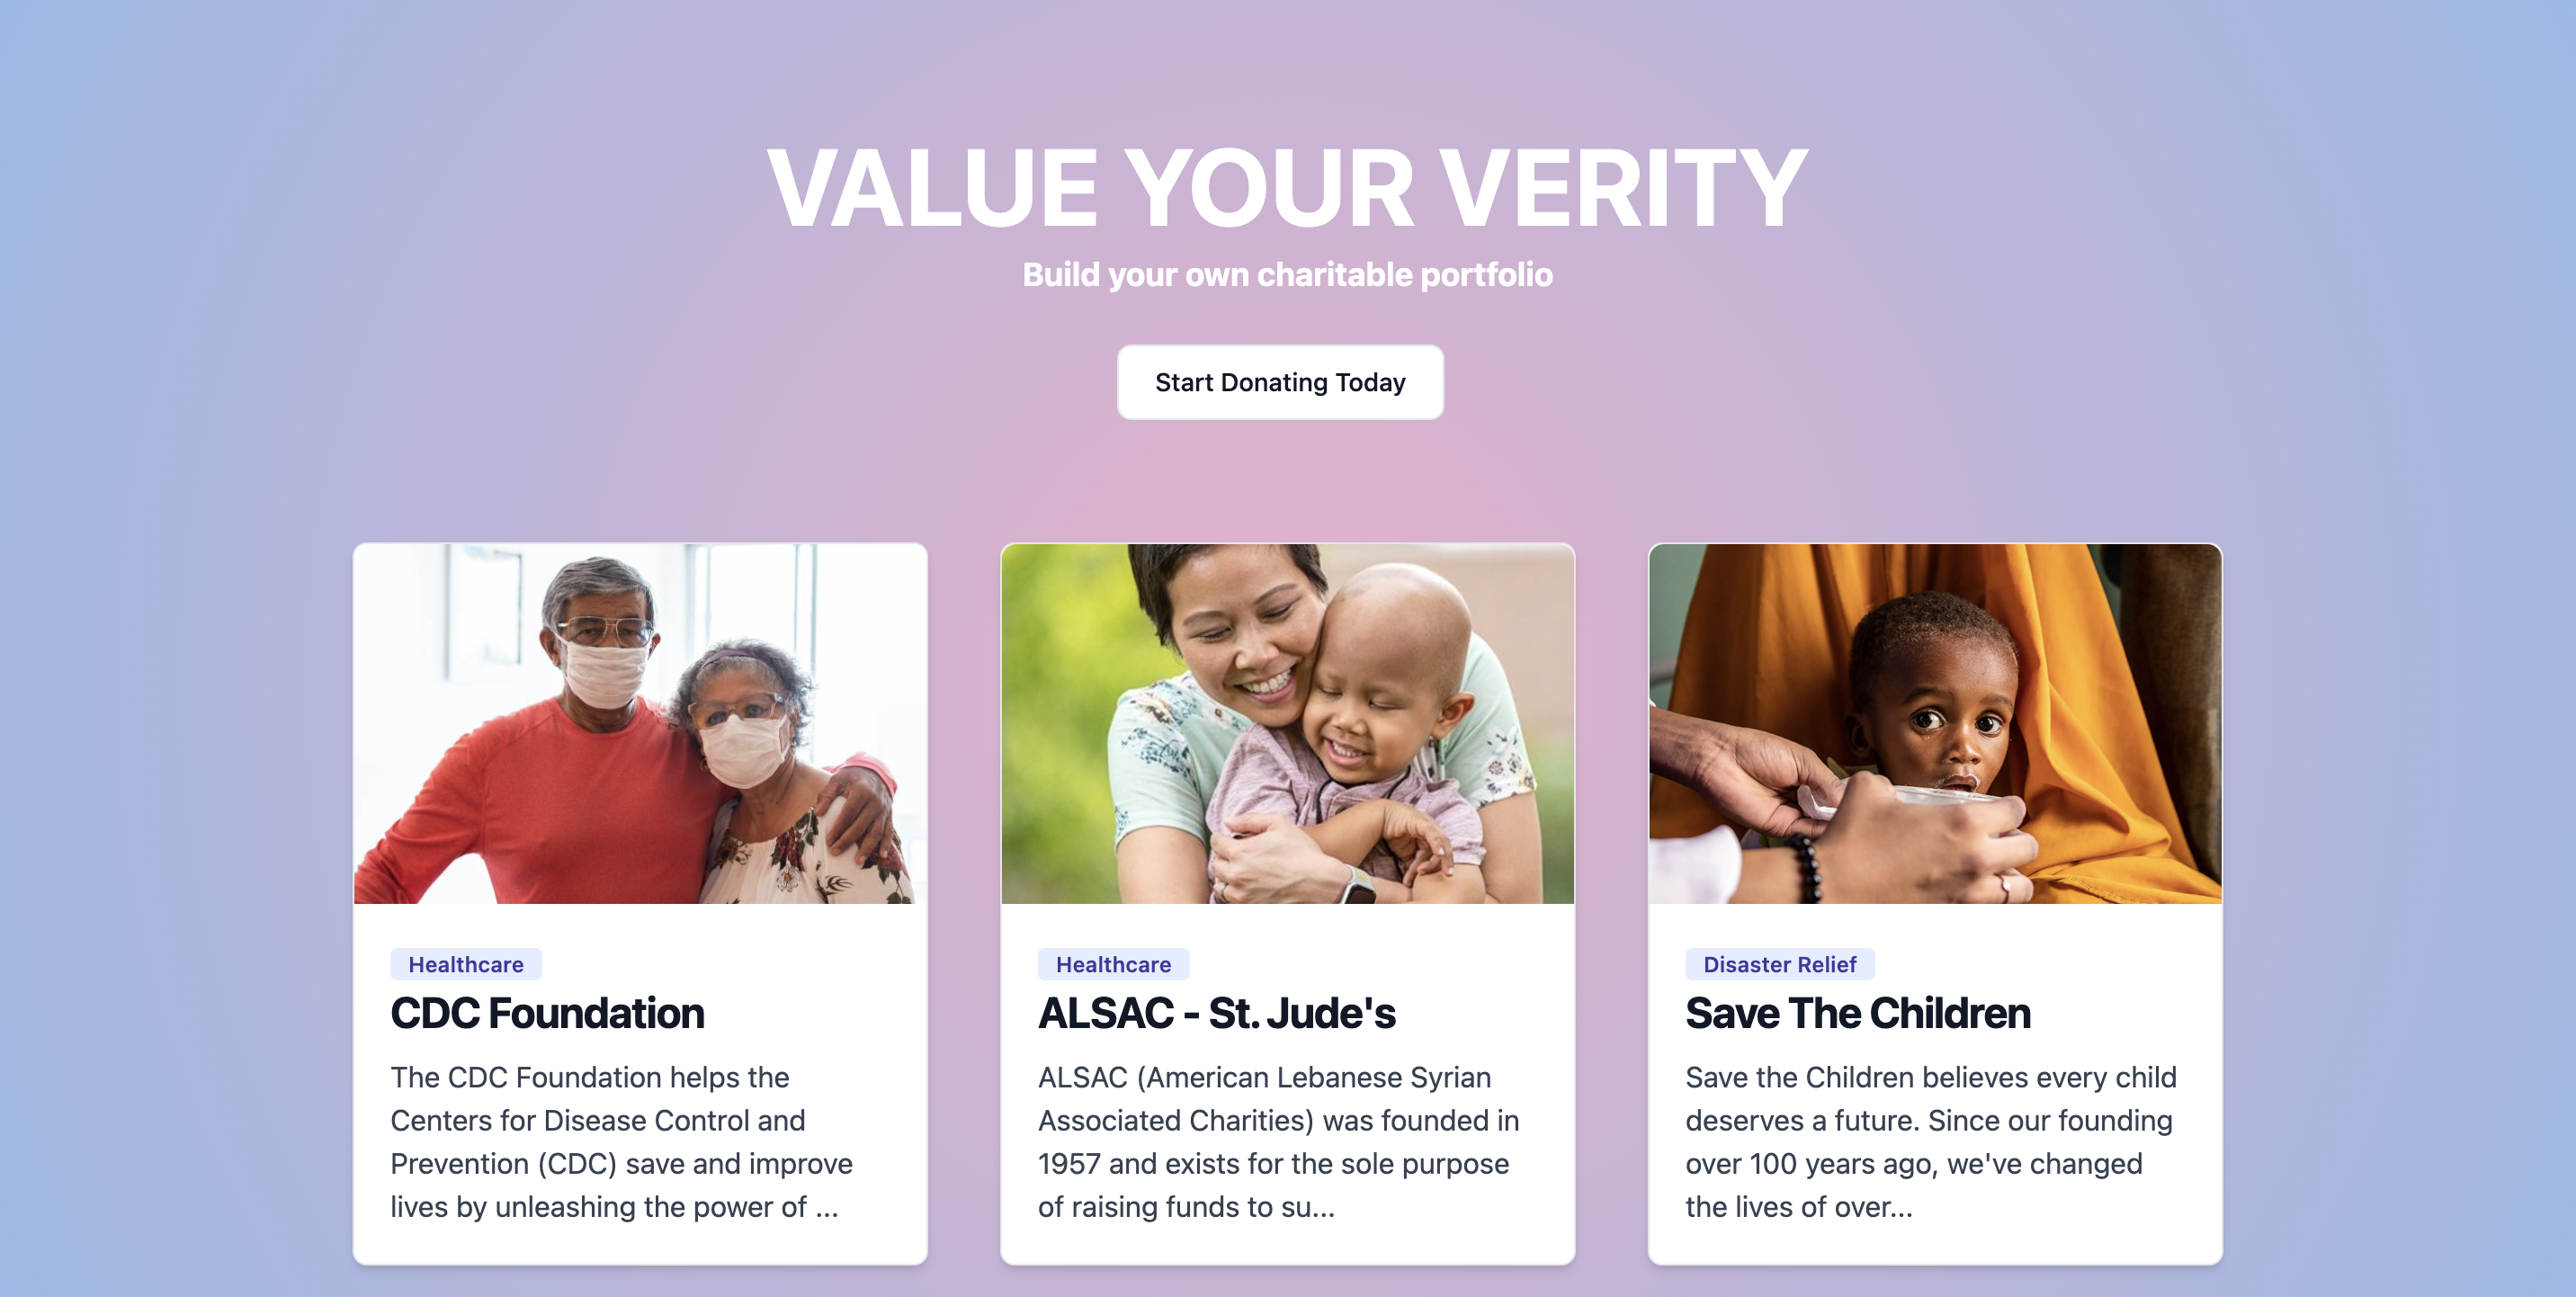 VALUE YOUR VERITY
Build your own charitable portfolio
Start Donating Today
Healthcare
CDC Foundation
The CDC Foundation helps the
Centers for Disease Control and
Prevention (CDC) save and improve
lives by unleashing the power of ...
Healthcare
ALSAC - St. Jude's
ALSAC (American Lebanese Syrian
Associated Charities) was founded in
1957 and exists for the sole purpose
of raising funds to su...
Disaster Relief
Save The Children
Save the Children believes every child
deserves a future. Since our founding
over 100 years ago, we've changed
the lives of over...